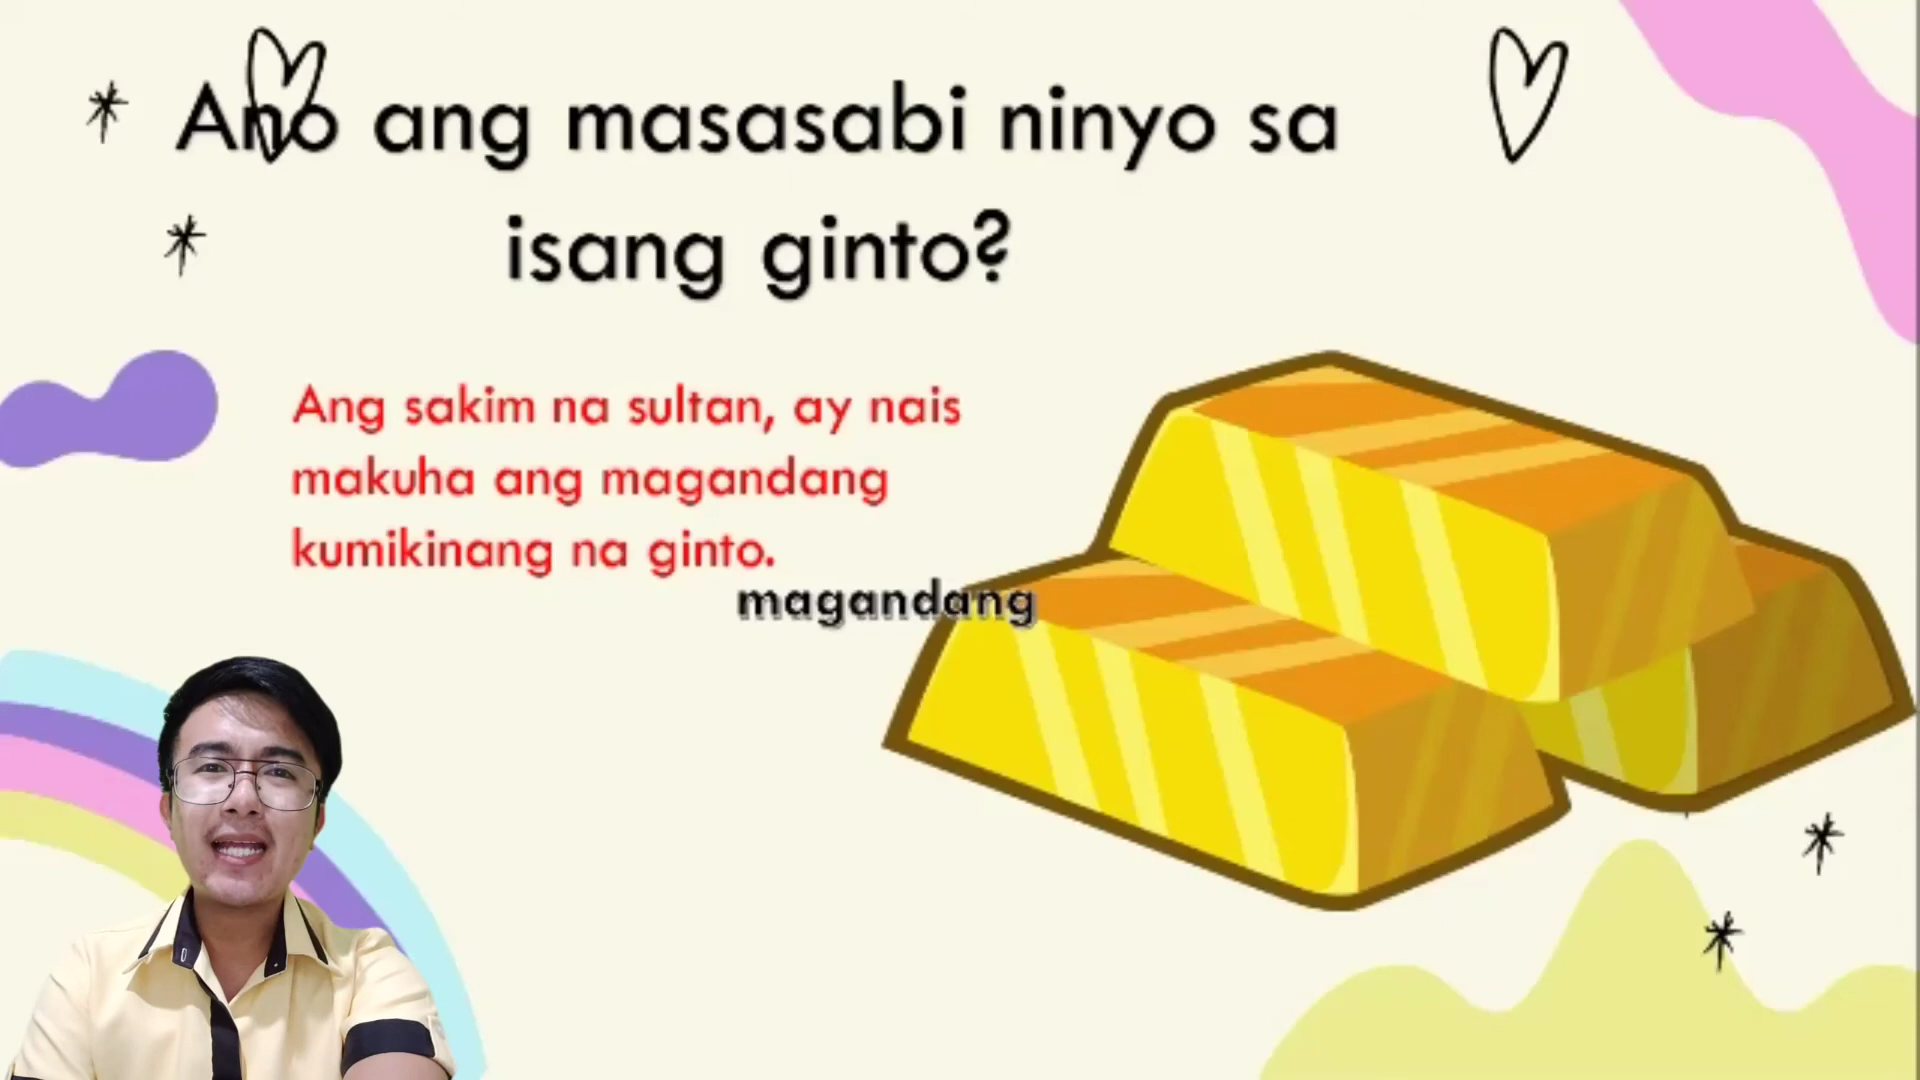 Ano ang masasabi ninyo sa
isang ginto?
Ang sakim na sultan, ay nais
makuha ang magandang
kumikinang na ginto.
magandang